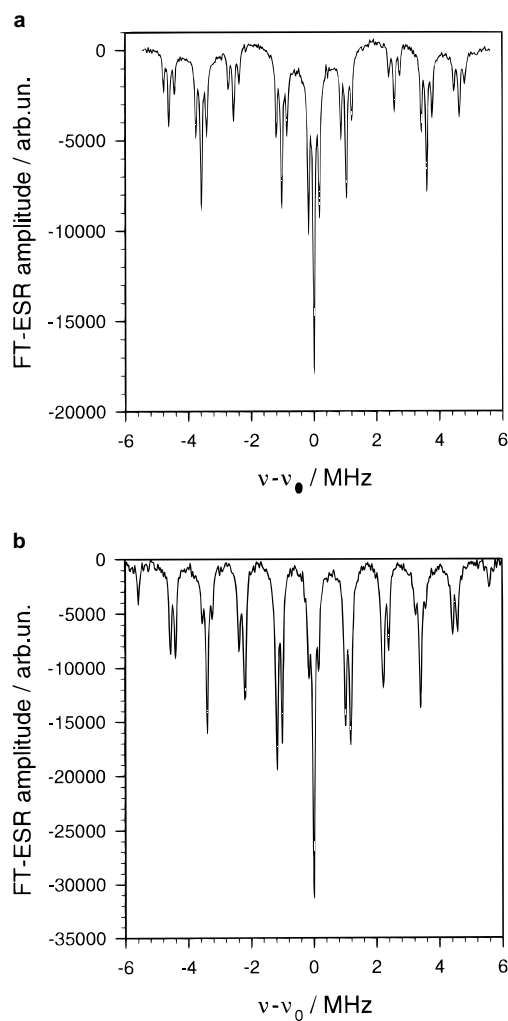 a
FT-ESR amplitude / arb.un.
0
-5000
-10000
-15000
-20000
-6 -4 -2 0 2 4 6
ν-ν / MHz
b
FT-ESR amplitude / arb.un.
0
-5000
-10000
-15000
-20000
-25000
-30000
-35000
-6 -4 -2 0 2 4 6
ν-ν₀ / MHz